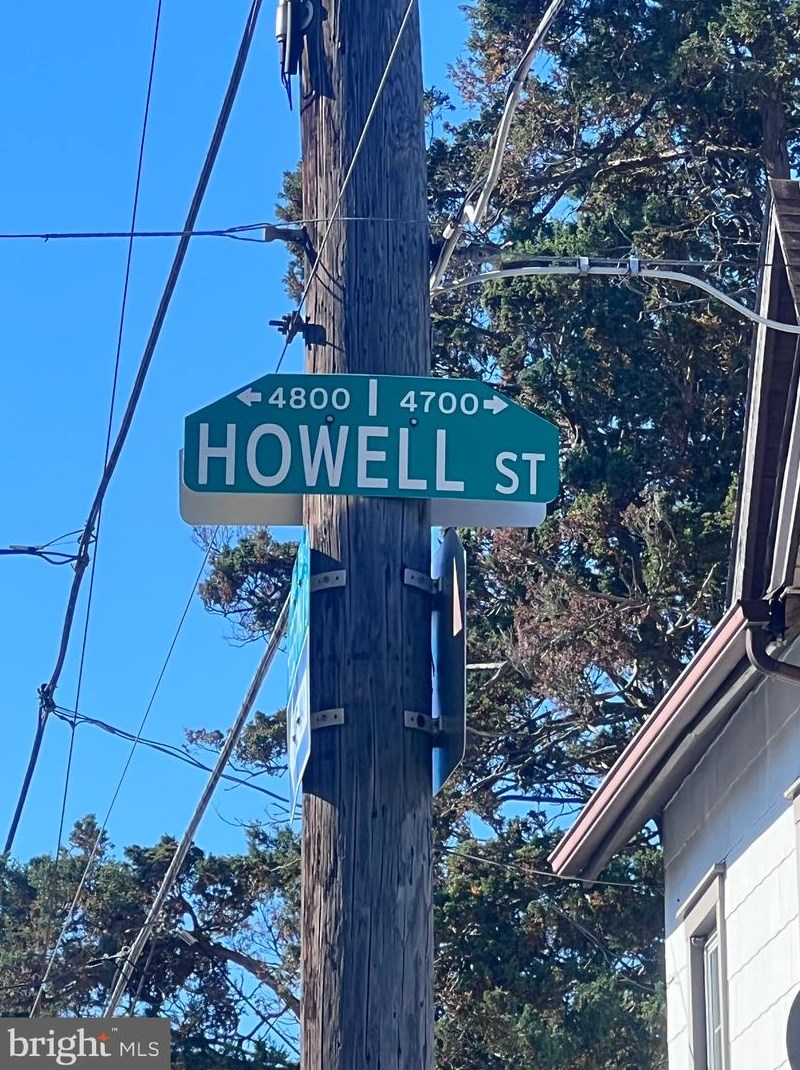 ← 4800 | 4700 →
HOWELL ST
bright MLS